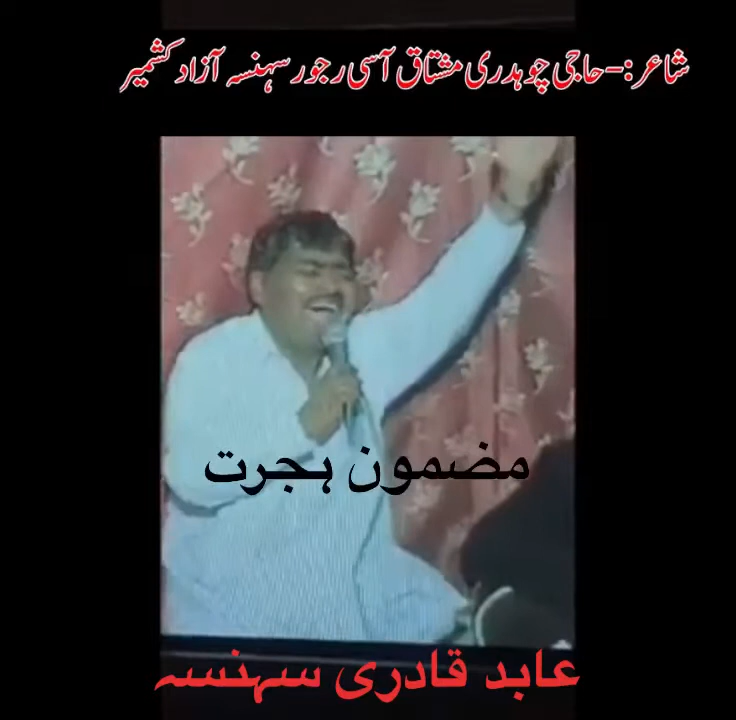 شاعر:-حاجی چوہدری مشتاق آسی رجور سہنسہ آزاد کشمیر
مضمون ہجرت
عابد قادری سہنسہ